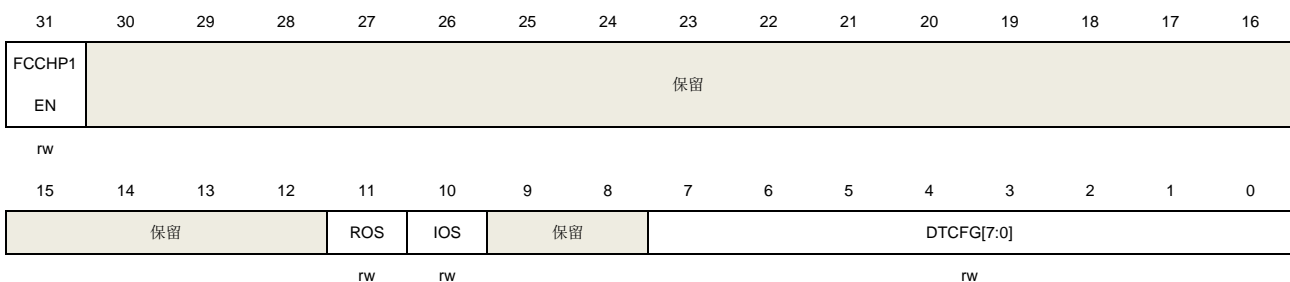 31 30 29 28 27 26 25 24 23 22 21 20 19 18 17 16
FCCHP1
EN
保留
rw
15 14 13 12 11 10 9 8 7 6 5 4 3 2 1 0
保留 ROS IOS 保留 DTCFG[7:0]
rw rw rw